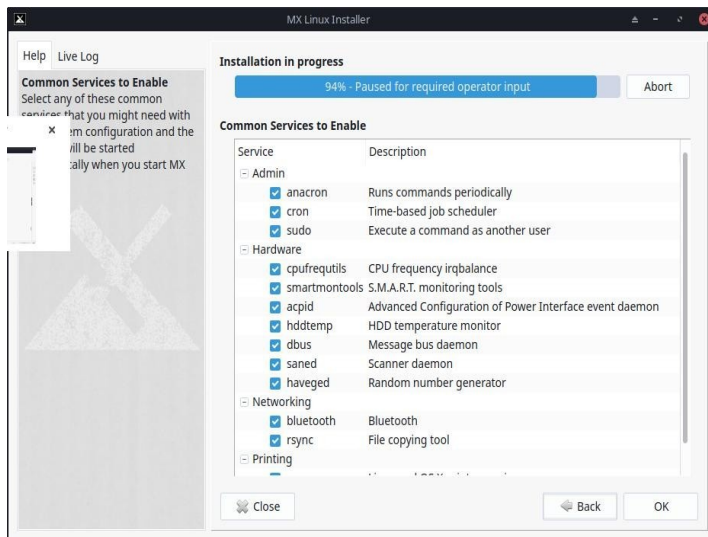 MX Linux Installer
Help
Live Log
Common Services to Enable
Select any of these common
services that you might need with
em configuration and the
will be started
cally when you start MX
Installation in progress
94% - Paused for required operator input
Abort
Common Services to Enable
Service Description
Admin
anacron Runs commands periodically
cron Time-based job scheduler
sudo Execute a command as another user
Hardware
cpufrequtils CPU frequency irqbalance
smartmontools S.M.A.R.T. monitoring tools
acpid Advanced Configuration of Power Interface event daemon
hddtemp HDD temperature monitor
dbus Message bus daemon
saned Scanner daemon
haveged Random number generator
Networking
bluetooth Bluetooth
rsync File copying tool
Printing
Close
Back
OK